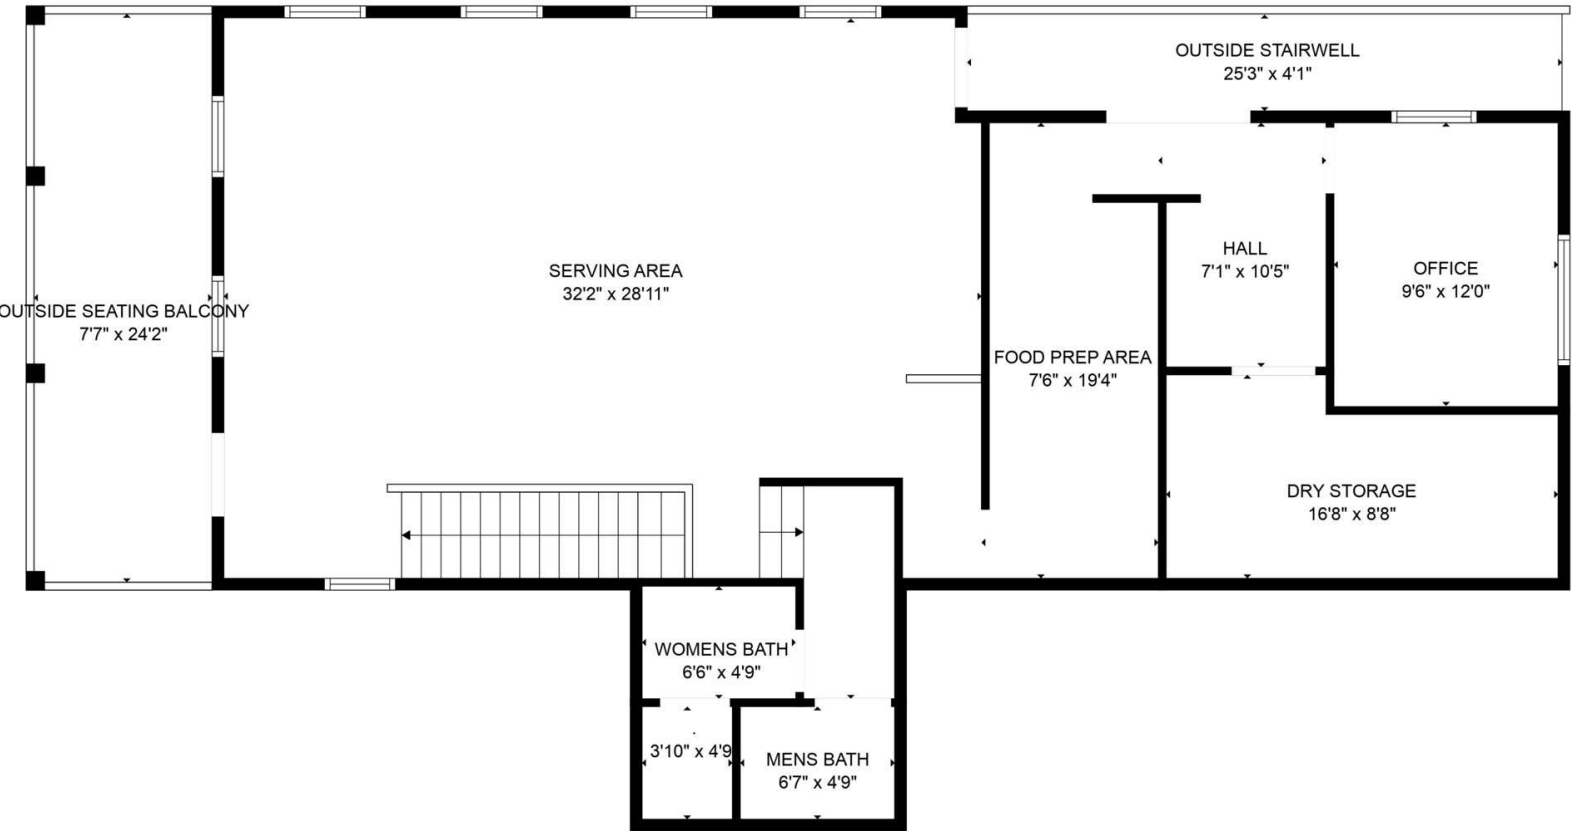 OUTSIDE STAIRWELL
25'3" x 4'1"
SERVING AREA
32'2" x 28'11"
HALL
7'1" x 10'5"
OFFICE
9'6" x 12'0"
OUTSIDE SEATING BALCONY
7'7" x 24'2"
FOOD PREP AREA
7'6" x 19'4"
DRY STORAGE
16'8" x 8'8"
WOMENS BATH
6'6" x 4'9"
.
3'10" x 4'9
MENS BATH
6'7" x 4'9"